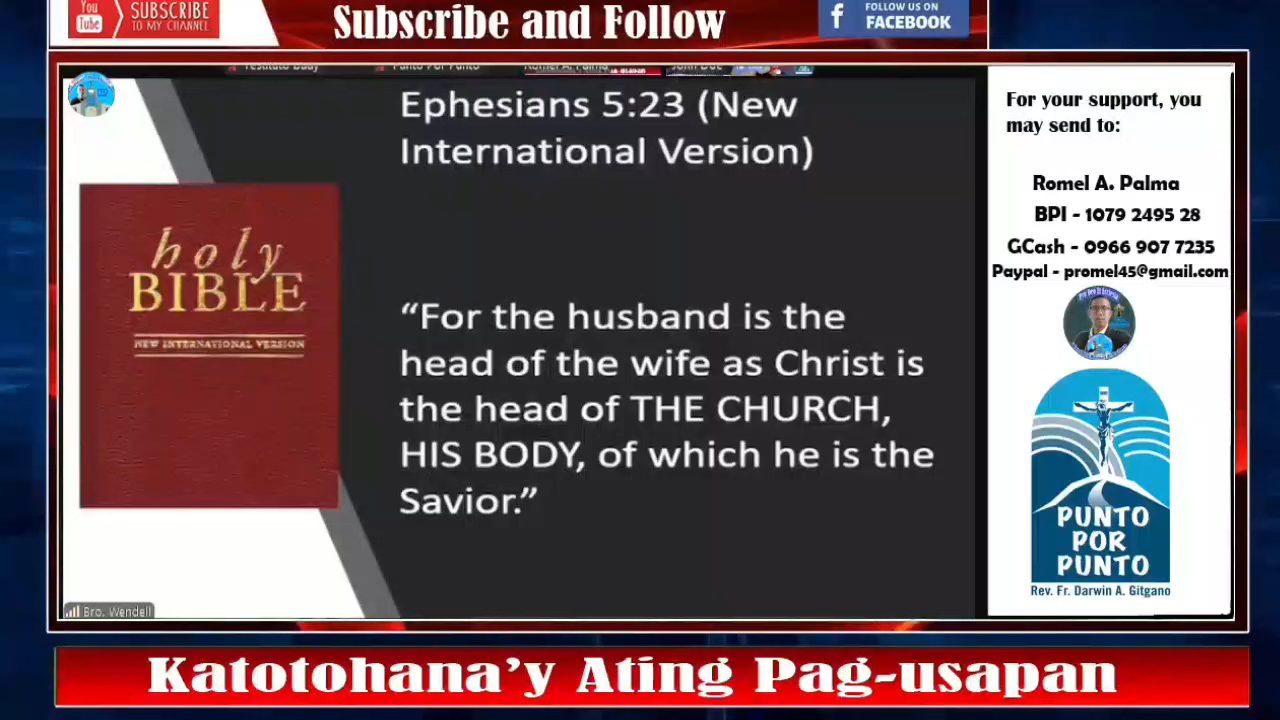 You
Tube
SUBSCRIBE
TO MY CHANNEL
Subscribe and Follow
FOLLOW US ON
FACEBOOK
Ephesians 5:23 (New
International Version)
holy
BIBLE
NEW INTERNATIONAL VERSION
“For the husband is the
head of the wife as Christ is
the head of THE CHURCH,
HIS BODY, of which he is the
Savior.”
Bro. Wendell
For your support, you
may send to:
Romel A. Palma
BPI - 1079 2495 28
GCash - 0966 907 7235
Paypal - promel45@gmail.com
PUNTO
POR
PUNTO
Rev. Fr. Darwin A. Gitgano
Katotohana’y Ating Pag-usapan